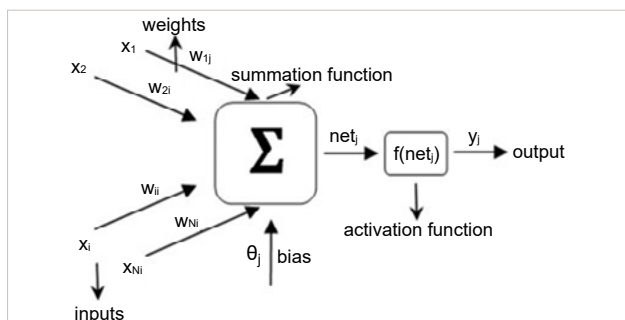 weights
x1
w1j
x2
summation function
w2i
Σ
netj
f(netj)
yj
output
wii
wNi
activation function
xi
xNi
θj
bias
inputs